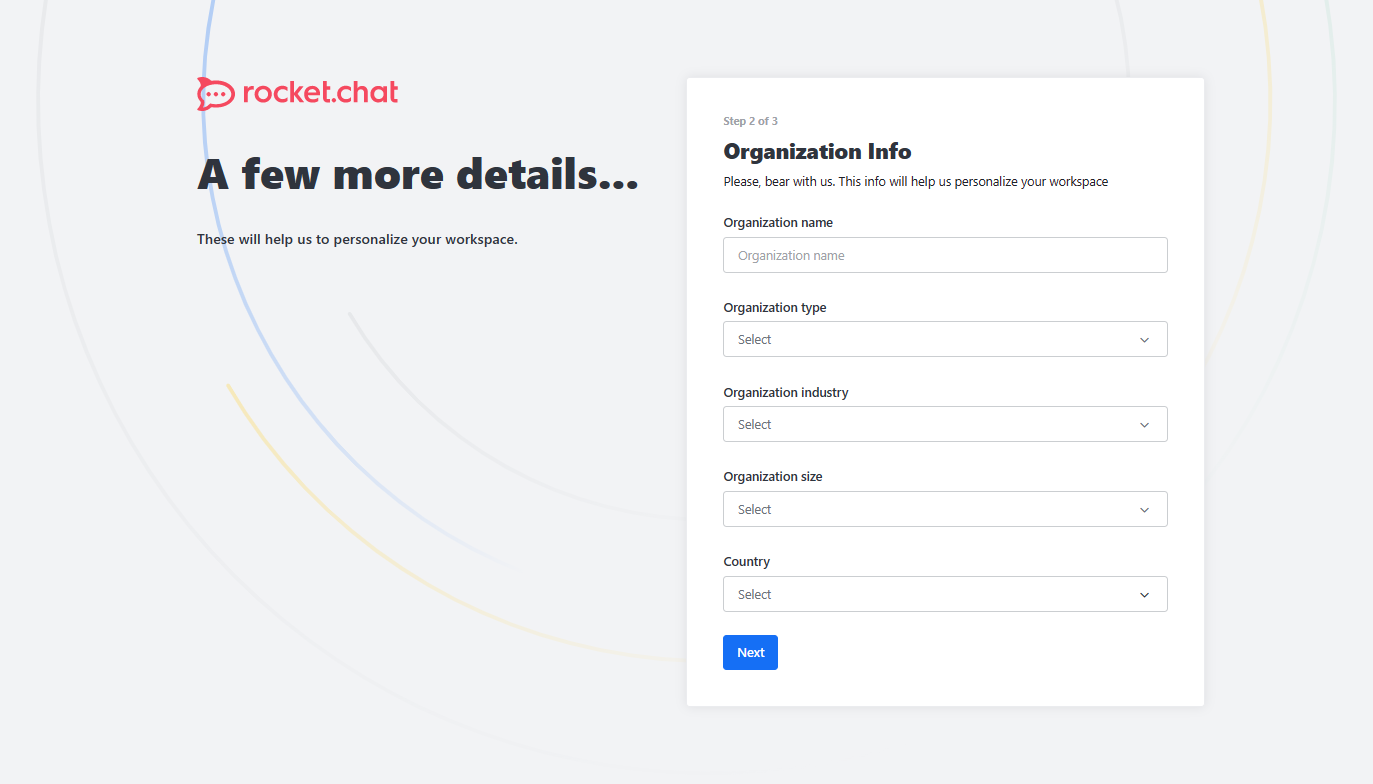 rocket.chat
A few more details...
These will help us to personalize your workspace.
Step 2 of 3
Organization Info
Please, bear with us. This info will help us personalize your workspace
Organization name
Organization name
Organization type
Select
Organization industry
Select
Organization size
Select
Country
Select
Next